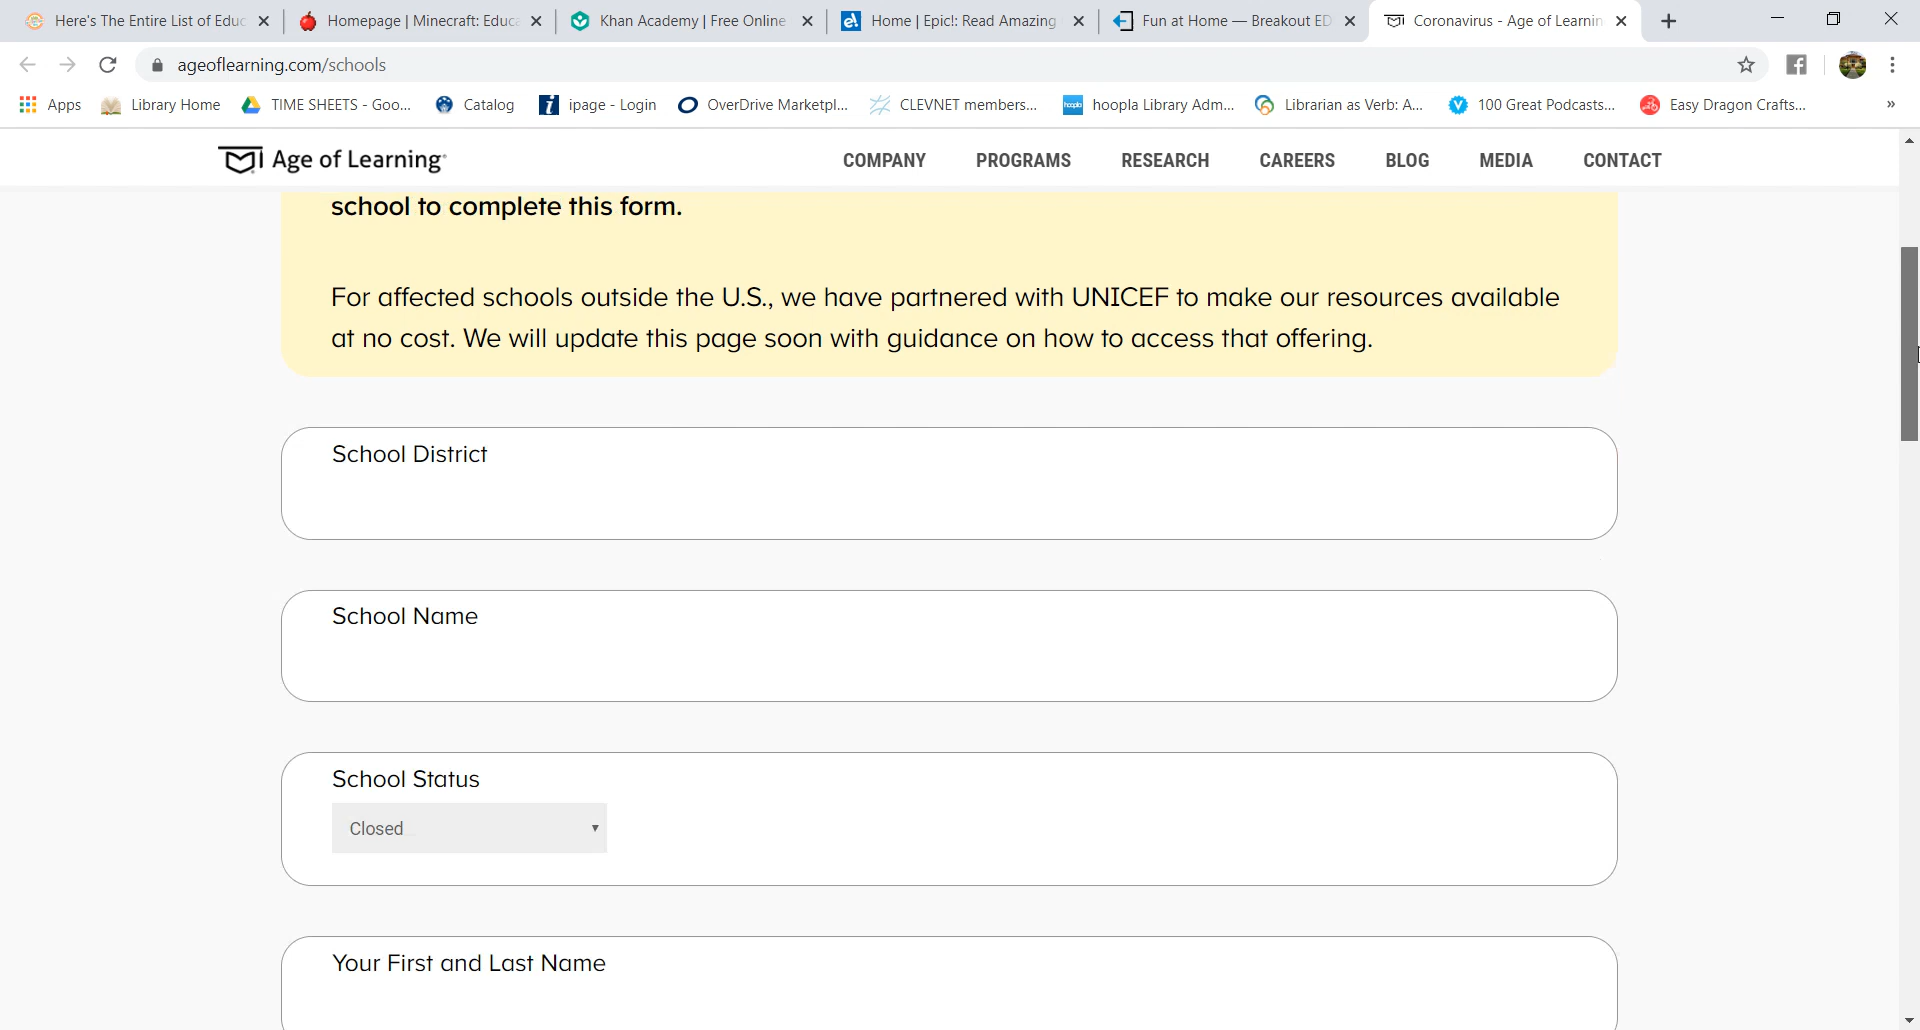 Here's The Entire List of Educ
Homepage | Minecraft: Educa
Khan Academy | Free Online
Home | Epic!: Read Amazing
Fun at Home — Breakout ED
Coronavirus - Age of Learnin
ageoflearning.com/schools
Apps
Library Home
TIME SHEETS - Goo...
Catalog
ipage - Login
OverDrive Marketpl...
CLEVNET members...
hoopla Library Adm...
Librarian as Verb: A...
100 Great Podcasts...
Easy Dragon Crafts...
»
Age of Learning
COMPANY
PROGRAMS
RESEARCH
CAREERS
BLOG
MEDIA
CONTACT
school to complete this form.
For affected schools outside the U.S., we have partnered with UNICEF to make our resources available
at no cost. We will update this page soon with guidance on how to access that offering.
School District
School Name
School Status
Closed
Your First and Last Name